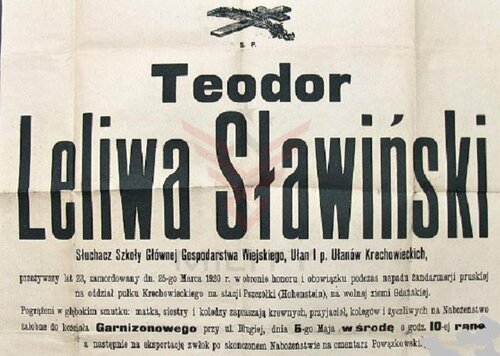 Ś. P.
Teodor
Leliwa Sławiński
Słuchacz Szkoły Głównej Gospodarstwa Wiejskiego, Ułan 1 p. Ułanów Krechowieckich,
przeżywszy lat 23, zamordowany dn. 25-go Marca 1920 r. w obronie honoru i obowiązku podczas napadu żandarmerji pruskiej
na oddział pułku Krechowieckiego na stacji Pszczółki (Hohenstein), na wolnej ziemi Gdańskiej.
Pogrążeni w głębokim smutku: matka, siostry i koledzy zapraszają krewnych, przyjaciół, kolegów i życzliwych na Nabożeństwo
żałobne do kościoła Garnizonowego przy ul. Długiej, dnia 5-go Maja w środę o godz. 10-ej rano,
a następnie na eksportację zwłok po skończonem Nabożeństwie na cmentarz Powązkowski.